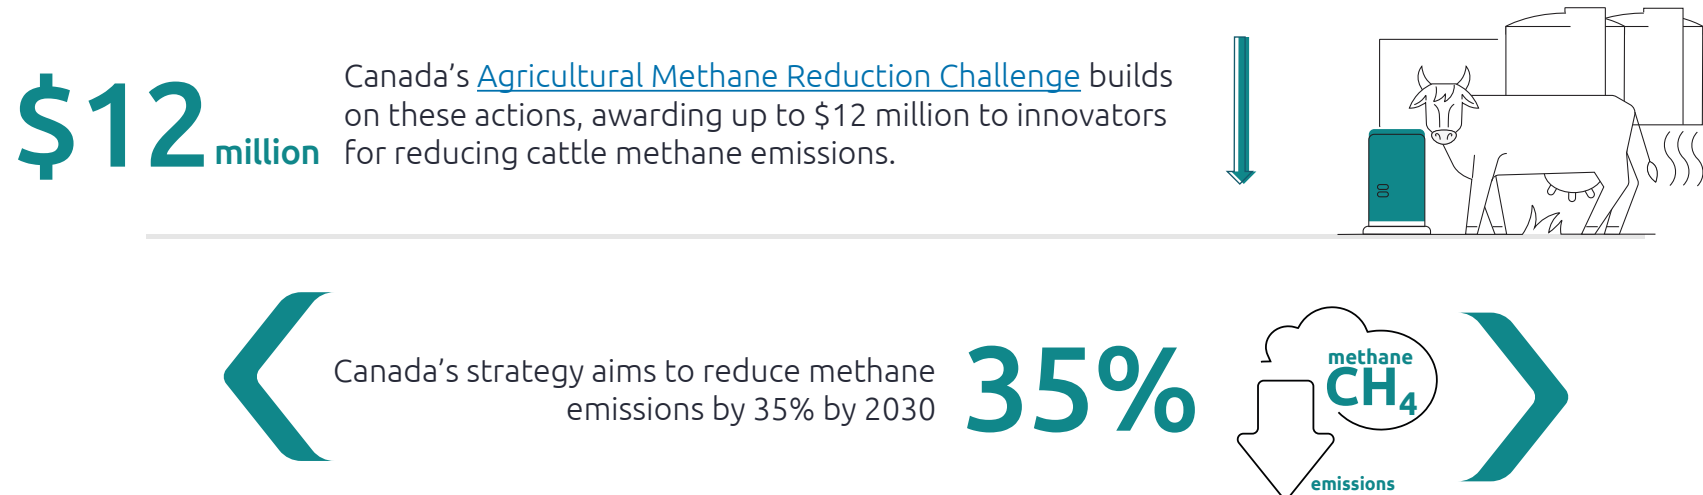 $12 million
Canada’s Agricultural Methane Reduction Challenge builds
on these actions, awarding up to $12 million to innovators
for reducing cattle methane emissions.
Canada’s strategy aims to reduce methane
emissions by 35% by 2030
35%
methane
CH₄
emissions